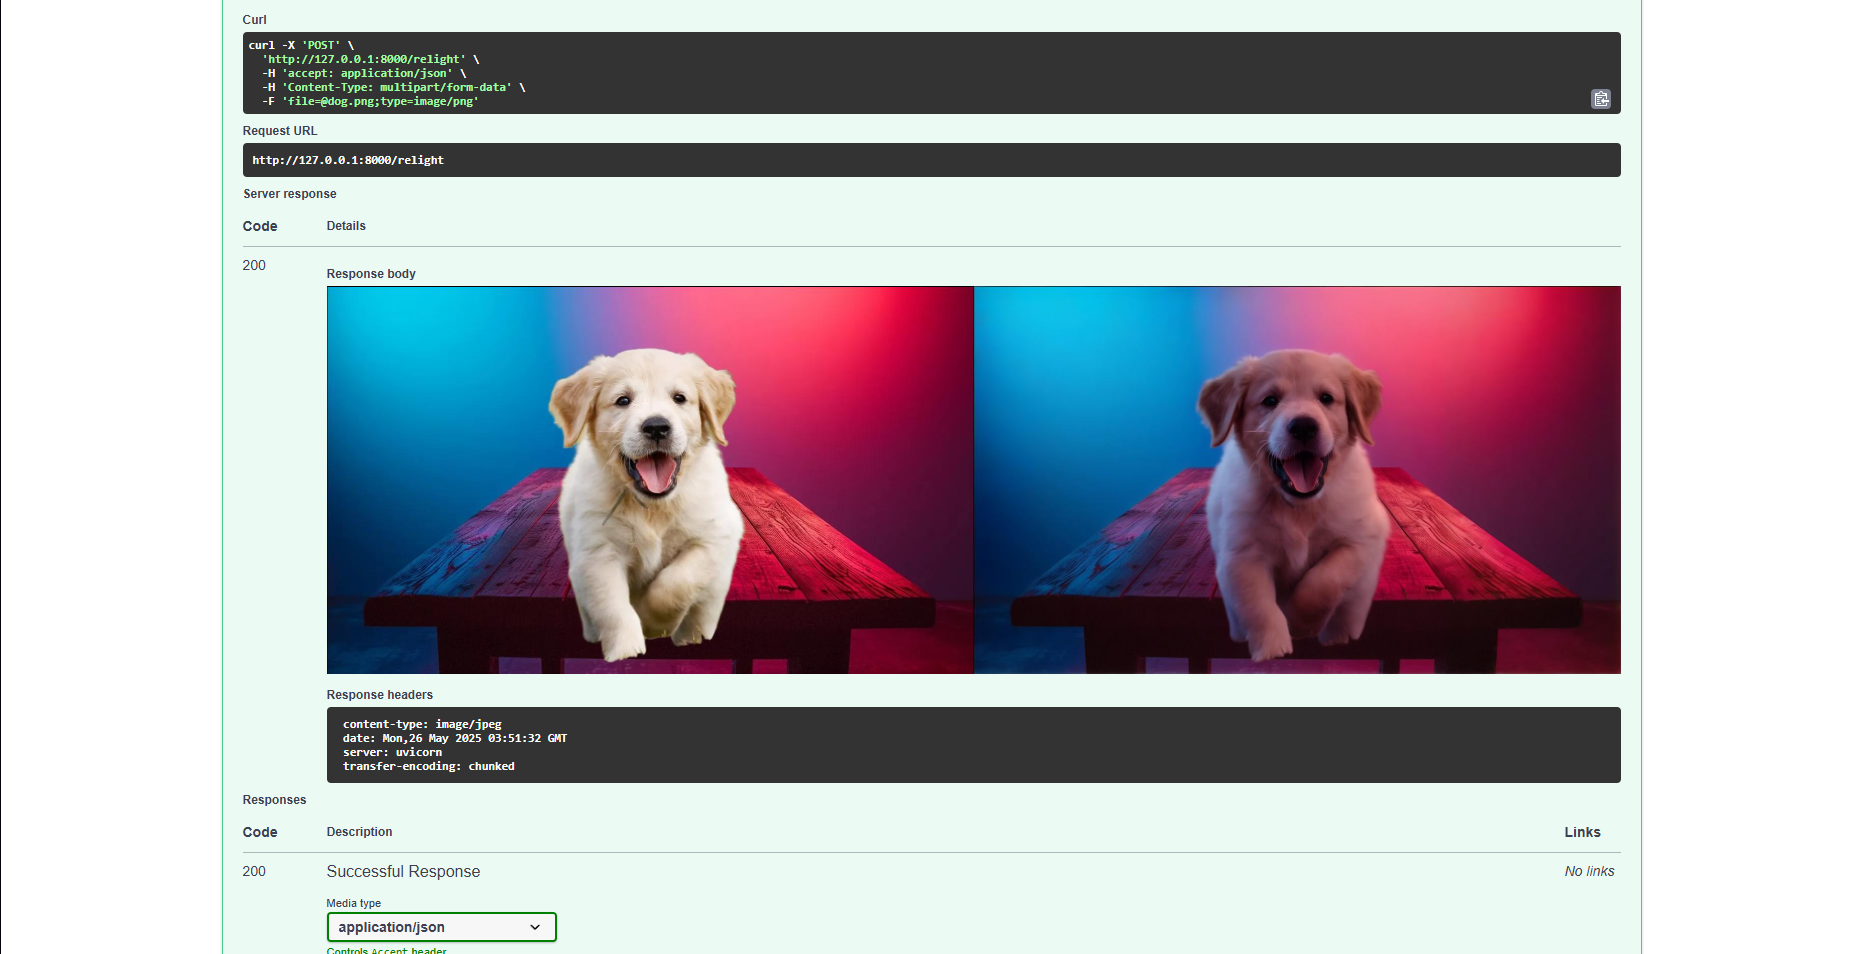 Curl
curl -X 'POST' \
'http://127.0.0.1:8000/relight' \
-H 'accept: application/json' \
-H 'Content-Type: multipart/form-data' \
-F 'file=@dog.png;type=image/png'
Request URL
http://127.0.0.1:8000/relight
Server response
Code Details
200
Response body
Response headers
content-type: image/jpeg
date: Mon,26 May 2025 03:51:32 GMT
server: uvicorn
transfer-encoding: chunked
Responses
Code Description Links
200 Successful Response No links
Media type
application/json
Controls Accept header